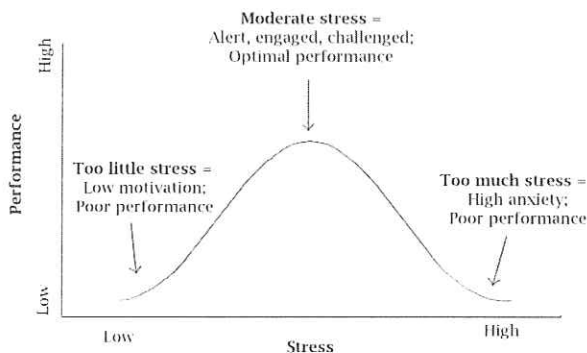 Moderate stress =
Alert, engaged, challenged;
Optimal performance
High
Performance
Low
Too little stress =
Low motivation;
Poor performance
Too much stress =
High anxiety;
Poor performance
Low
Stress
High